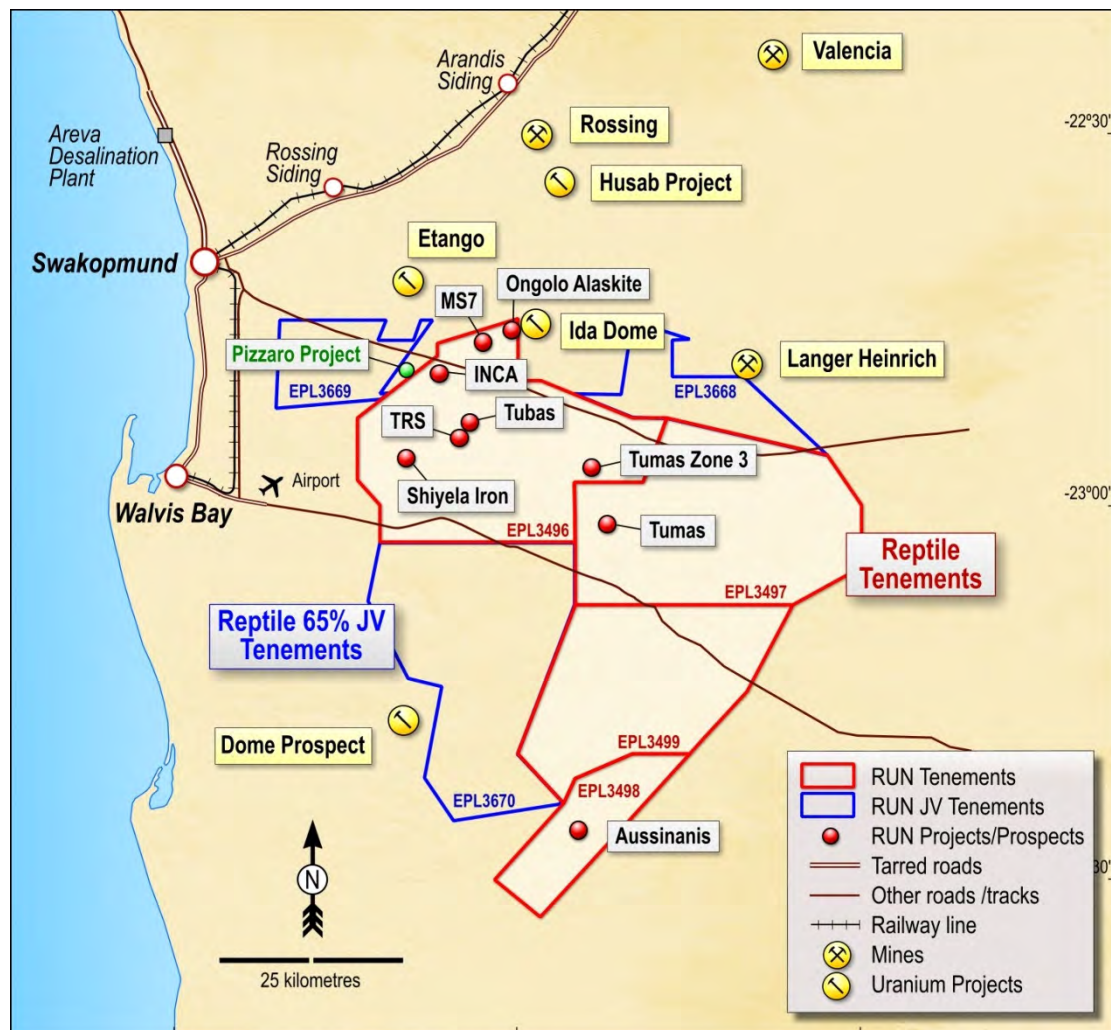 Arandis
Siding
Valencia
-22°30'
Areva
Desalination
Plant
Rossing
Rossing
Siding
Husab Project
Etango
Swakopmund
Ongolo Alaskite
MS7
Ida Dome
Pizzaro Project
Langer Heinrich
EPL3669
INCA
EPL3668
Tubas
TRS
Tumas Zone 3
Shiyela Iron
Airport
Walvis Bay
-23°00'
Tumas
EPL3496
Reptile
Tenements
EPL3497
Reptile 65% JV
Tenements
Dome Prospect
EPL3499
EPL3498
EPL3670
Aussinanis
N
25 kilometres
RUN Tenements
RUN JV Tenements
RUN Projects/Prospects
Tarred roads
Other roads /tracks
Railway line
Mines
Uranium Projects
30'